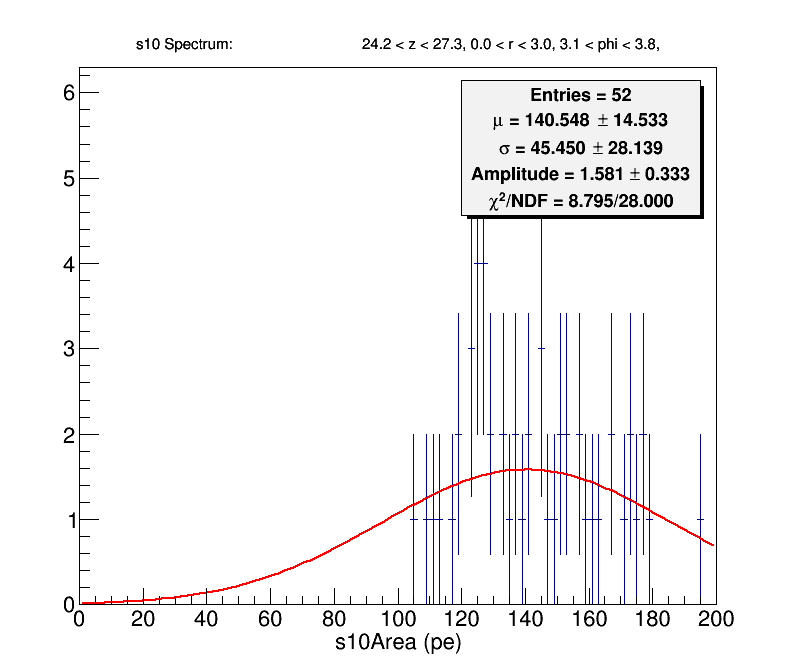 s10 Spectrum: 24.2 < z < 27.3, 0.0 < r < 3.0, 3.1 < phi < 3.8,
Entries = 52
μ = 140.548 ± 14.533
σ = 45.450 ± 28.139
Amplitude = 1.581 ± 0.333
χ²/NDF = 8.795/28.000
6
5
4
3
2
1
0
0 20 40 60 80 100 120 140 160 180 200
s10Area (pe)